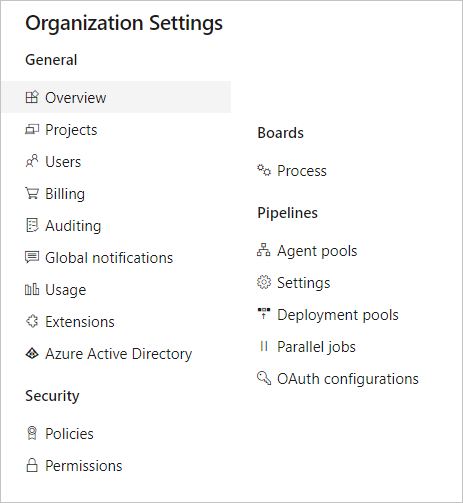 Organization Settings
General
Overview
Projects
Users
Billing
Auditing
Global notifications
Usage
Extensions
Azure Active Directory
Security
Policies
Permissions
Boards
Process
Pipelines
Agent pools
Settings
Deployment pools
Parallel jobs
OAuth configurations